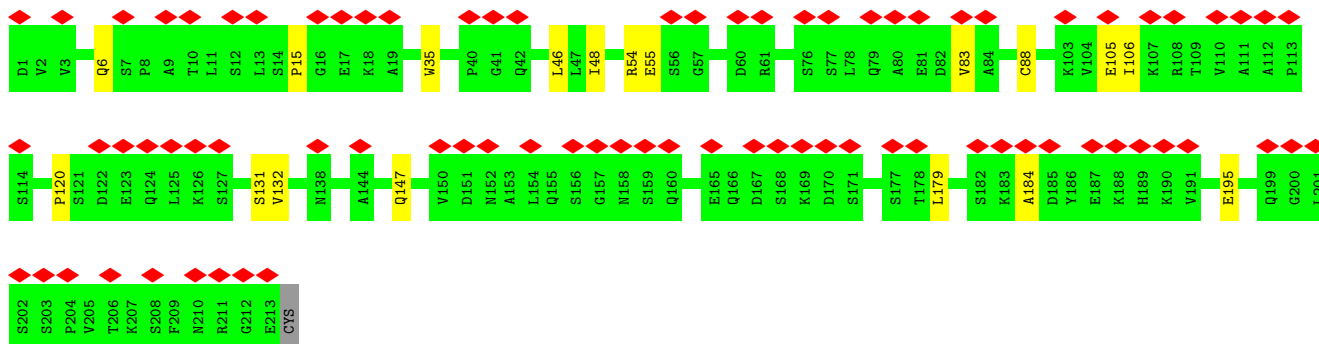 D1 V2 V3 Q6 S7 P8 A9 T10 L11 S12 L13 S14 P15 G16 E17 K18 A19 W35 P40 G41 Q42 L46 L47 I48 R54 E55 S56 G57 D60 R61 S76 S77 L78 Q79 A80 E81 D82 V83 A84 C88 K103 V104 E105 I106 K107 R108 T109 V110 A111 A112 P113
S114 P120 S121 D122 E123 Q124 L125 K126 S127 S131 V132 N138 A144 Q147 V150 D151 N152 A153 L154 Q155 S156 G157 N158 S159 Q160 E165 Q166 D167 S168 K169 D170 S171 S177 T178 L179 S182 K183 A184 D185 Y186 E187 K188 H189 K190 V191 E195 Q199 G200
S202 S203 P204 V205 T206 K207 S208 F209 N210 R211 G212 E213 CYS